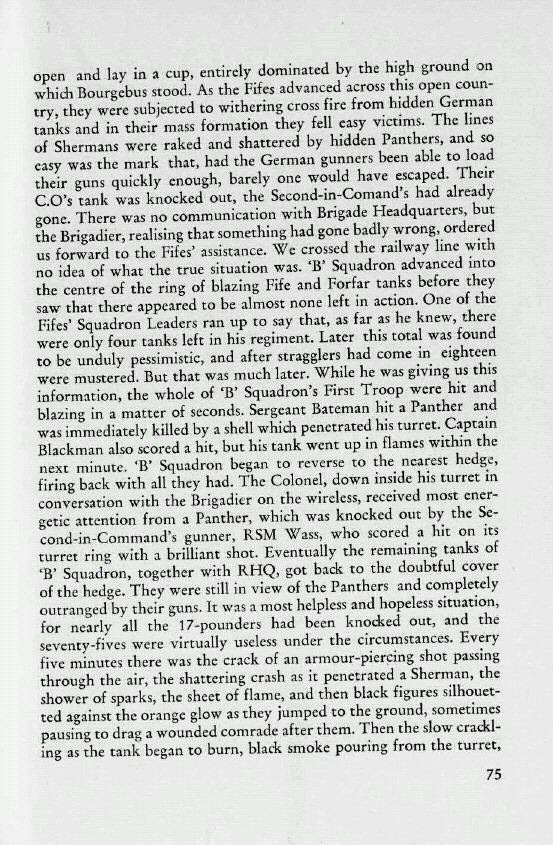 open and lay in a cup, entirely dominated by the high ground on
which Bourgebus stood. As the Fifes advanced across this open coun-
try, they were subjected to withering cross fire from hidden German
tanks and in their mass formation they fell easy victims. The lines
of Shermans were raked and shattered by hidden Panthers, and so
easy was the mark that, had the German gunners been able to load
their guns quickly enough, barely one would have escaped. Their
C.O's tank was knocked out, the Second-in-Comand's had already
gone. There was no communication with Brigade Headquarters, but
the Brigadier, realising that something had gone badly wrong, ordered
us forward to the Fifes' assistance. We crossed the railway line with
no idea of what the true situation was. 'B' Squadron advanced into
the centre of the ring of blazing Fife and Forfar tanks before they
saw that there appeared to be almost none left in action. One of the
Fifes' Squadron Leaders ran up to say that, as far as he knew, there
were only four tanks left in his regiment. Later this total was found
to be unduly pessimistic, and after stragglers had come in eighteen
were mustered. But that was much later. While he was giving us this
information, the whole of 'B' Squadron's First Troop were hit and
blazing in a matter of seconds. Sergeant Bateman hit a Panther and
was immediately killed by a shell which penetrated his turret. Captain
Blackman also scored a hit, but his tank went up in flames within the
next minute. 'B' Squadron began to reverse to the nearest hedge,
firing back with all they had. The Colonel, down inside his turret in
conversation with the Brigadier on the wireless, received most ener-
getic attention from a Panther, which was knocked out by the Se-
cond-in-Command's gunner, RSM Wass, who scored a hit on its
turret ring with a brilliant shot. Eventually the remaining tanks of
'B' Squadron, together with RHQ, got back to the doubtful cover
of the hedge. They were still in view of the Panthers and completely
outranged by their guns. It was a most helpless and hopeless situation,
for nearly all the 17-pounders had been knocked out, and the
seventy-fives were virtually useless under the circumstances. Every
five minutes there was the crack of an armour-piercing shot passing
through the air, the shattering crash as it penetrated a Sherman, the
shower of sparks, the sheet of flame, and then black figures silhouet-
ted against the orange glow as they jumped to the ground, sometimes
pausing to drag a wounded comrade after them. Then the slow crackl-
ing as the tank began to burn, black smoke pouring from the turret,
75